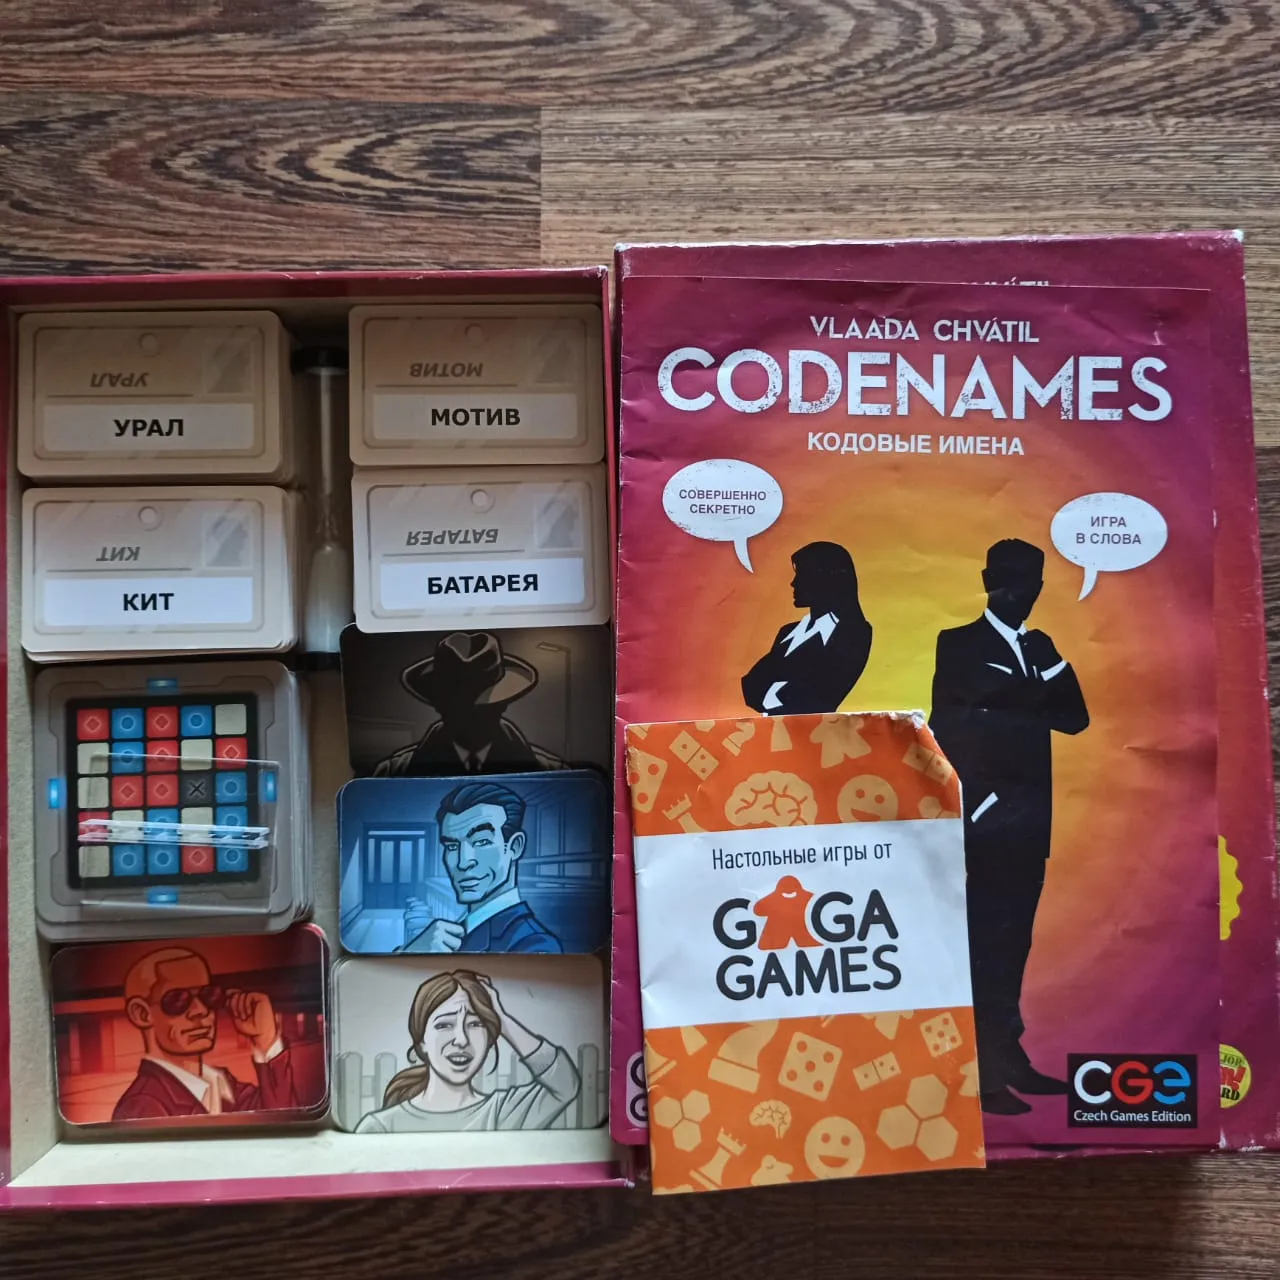 УРАЛ
УРАЛ
МОТИВ
МОТИВ
КИТ
КИТ
БАТАРЕЯ
БАТАРЕЯ
VLAADA CHVÁTIL
CODENAMES
КОДОВЫЕ ИМЕНА
СОВЕРШЕННО
СЕКРЕТНО
ИГРА
В СЛОВА
Настольные игры от
GAGA
GAMES
CGE
Czech Games Edition